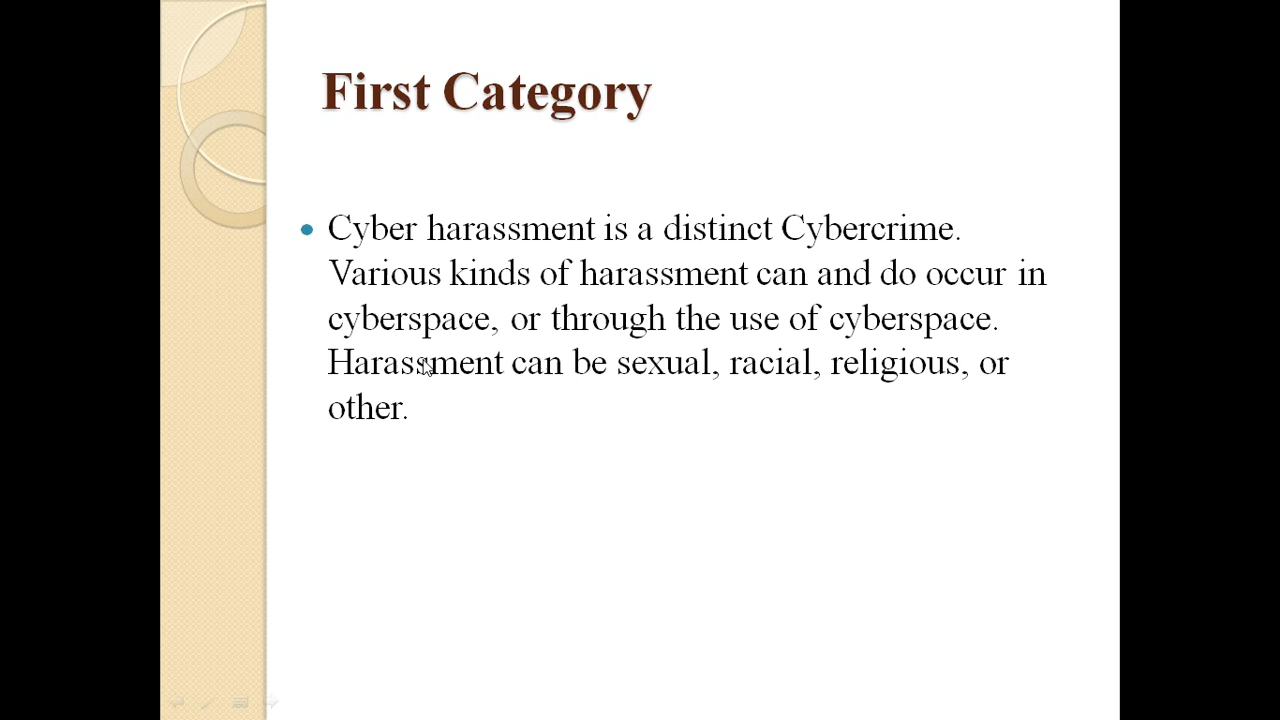 First Category
Cyber harassment is a distinct Cybercrime.
Various kinds of harassment can and do occur in
cyberspace, or through the use of cyberspace.
Harassment can be sexual, racial, religious, or
other.